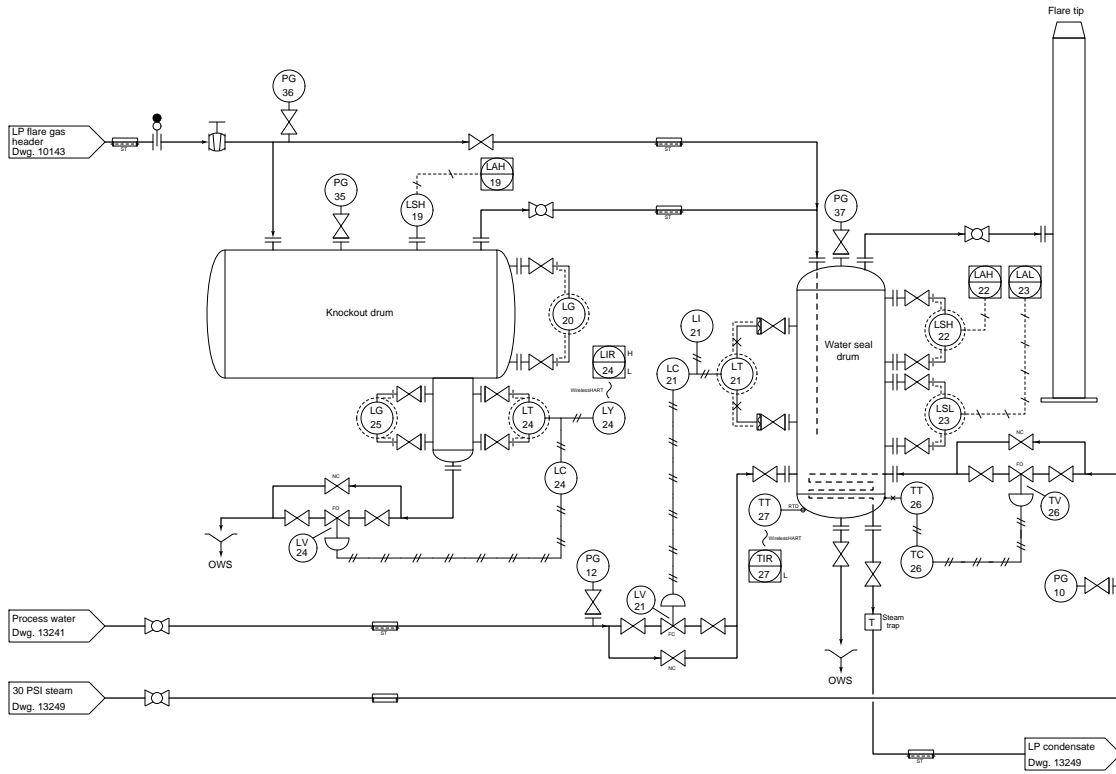 Flare tip
PG
36
LP flare gas
header
Dwg. 10143
ST
ST
LAH
19
PG
35
LSH
19
PG
37
ST
LAH
22
LAL
23
Knockout drum
LG
20
LI
21
Water seal
drum
LSH
22
LIR
24
H
L
LC
21
LT
21
WirelessHART
LG
25
LT
24
LY
24
LSL
23
NC
LC
24
FO
TT
26
TV
26
NC
TT
27
RTD
FO
LV
24
WirelessHART
OWS
TC
26
PG
12
TIR
27
L
PG
10
LV
21
Process water
Dwg. 13241
ST
FC
T
Steam
trap
NC
OWS
30 PSI steam
Dwg. 13249
ST
LP condensate
Dwg. 13249